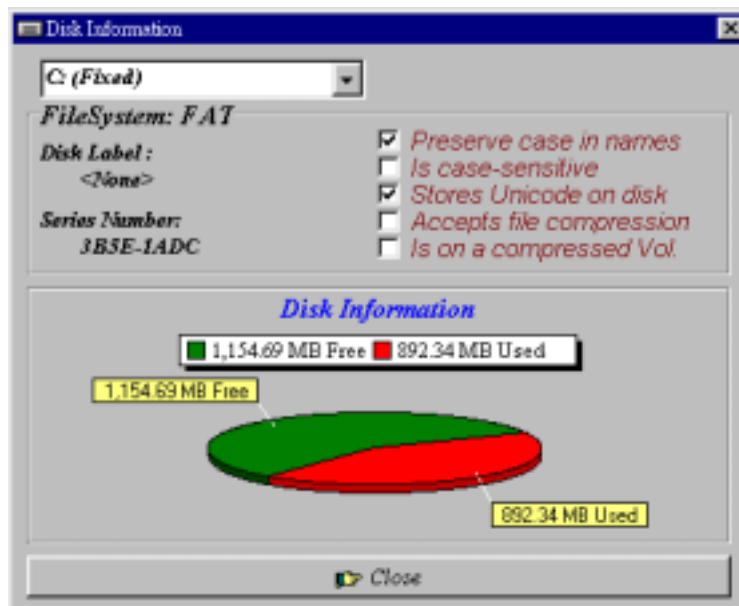 Disk Information
C: (Fixed)
FileSystem: FAT
Disk Label :
<None>
Series Number:
3B5E-1ADC
Preserve case in names
Is case-sensitive
Stores Unicode on disk
Accepts file compression
Is on a compressed Vol.
Disk Information
1,154.69 MB Free 892.34 MB Used
1,154.69 MB Free
892.34 MB Used
Close